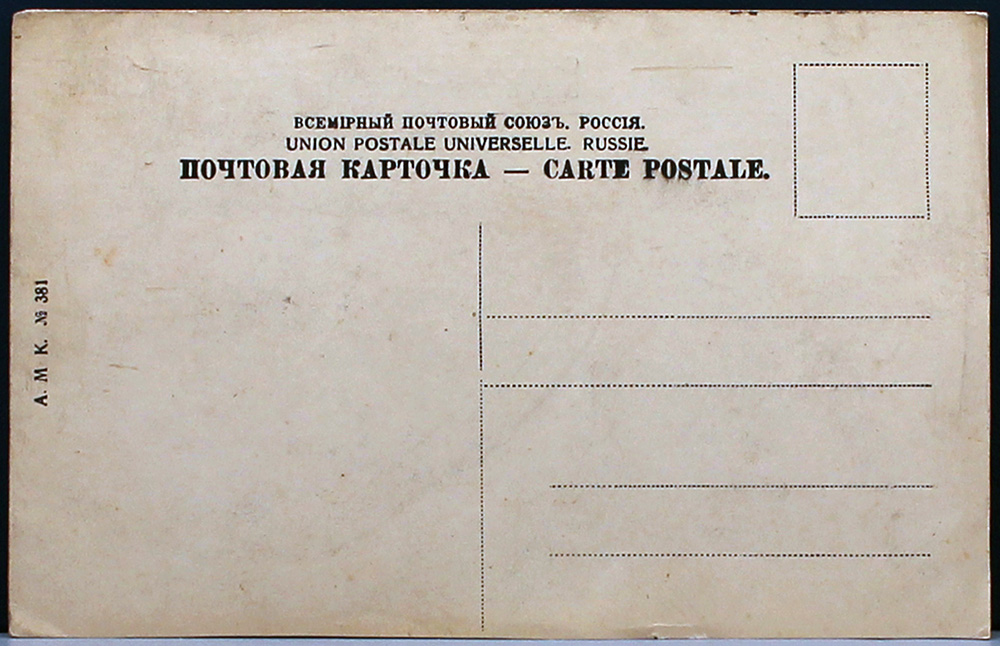 ВСЕМІРНЫЙ ПОЧТОВЫЙ СОЮЗЪ. РОССІЯ.
UNION POSTALE UNIVERSELLE. RUSSIE.
ПОЧТОВАЯ КАРТОЧКА — CARTE POSTALE.
А. М К. № 381